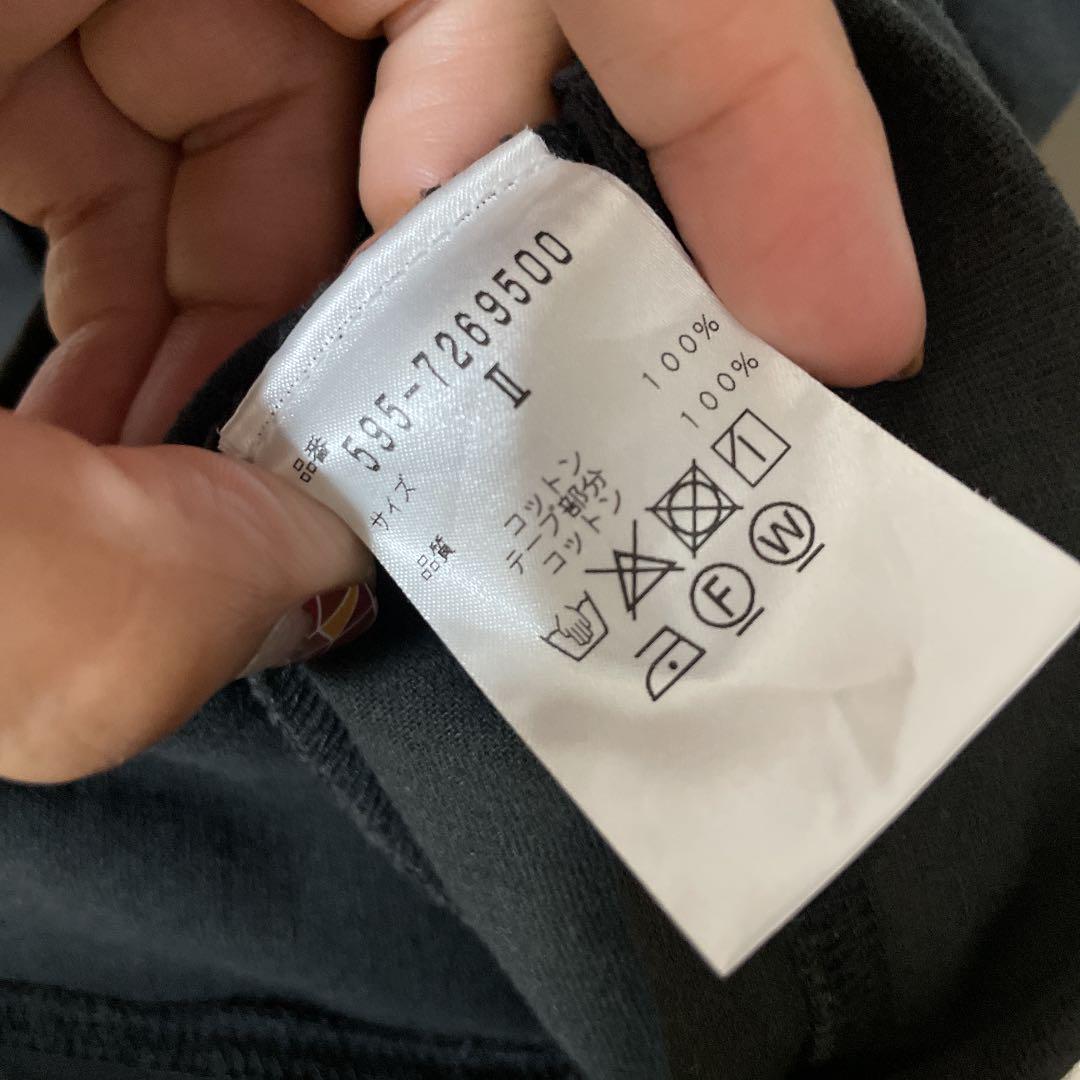 品番 595-7269500
サイズ II
品質 コットン 100%
テープ部分
コットン 100%
F W